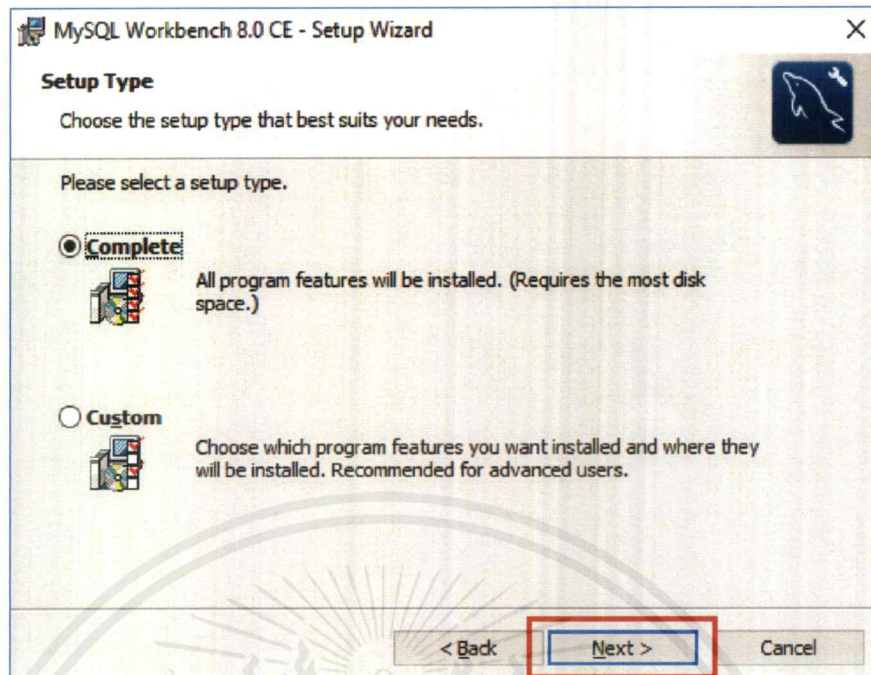 MySQL Workbench 8.0 CE - Setup Wizard
Setup Type
Choose the setup type that best suits your needs.
Please select a setup type.
Complete
All program features will be installed. (Requires the most disk
space.)
Custom
Choose which program features you want installed and where they
will be installed. Recommended for advanced users.
< Back
Next >
Cancel